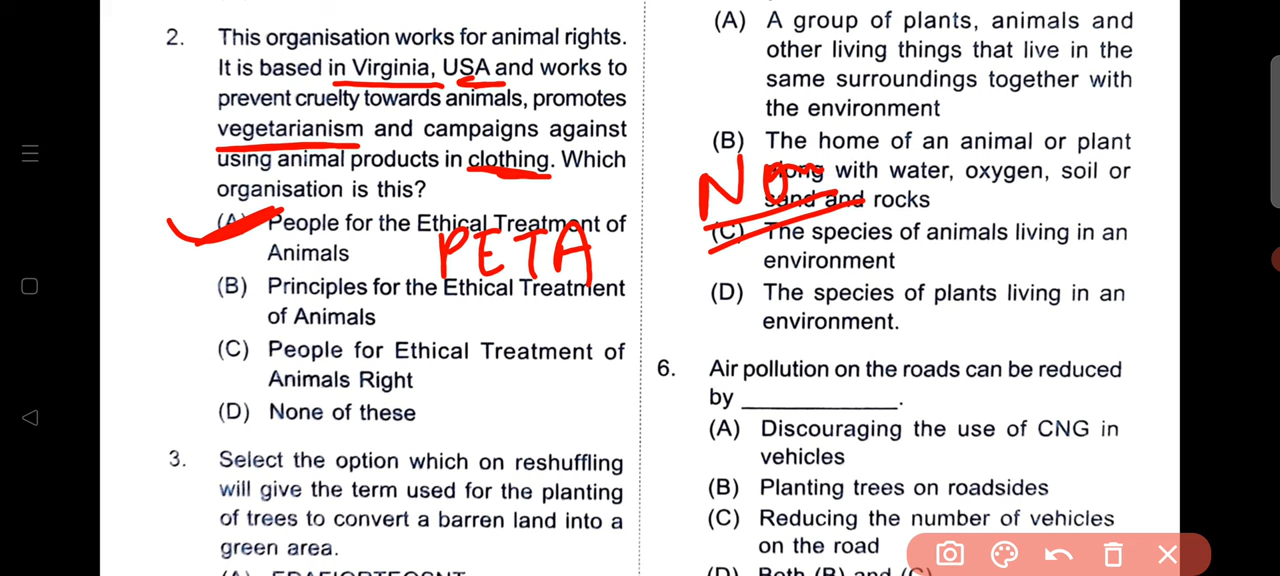 2. This organisation works for animal rights.
It is based in Virginia, USA and works to
prevent cruelty towards animals, promotes
vegetarianism and campaigns against
using animal products in clothing. Which
organisation is this?
(A) People for the Ethical Treatment of
Animals
PETA
(B) Principles for the Ethical Treatment
of Animals
(C) People for Ethical Treatment of
Animals Right
(D) None of these
3. Select the option which on reshuffling
will give the term used for the planting
of trees to convert a barren land into a
green area.
(A) A group of plants, animals and
other living things that live in the
same surroundings together with
the environment
(B) The home of an animal or plant
along with water, oxygen, soil or
sand and rocks
NO
(C) The species of animals living in an
environment
(D) The species of plants living in an
environment.
6. Air pollution on the roads can be reduced
by ____________.
(A) Discouraging the use of CNG in
vehicles
(B) Planting trees on roadsides
(C) Reducing the number of vehicles
on the road
(D) Both (B) and (C)